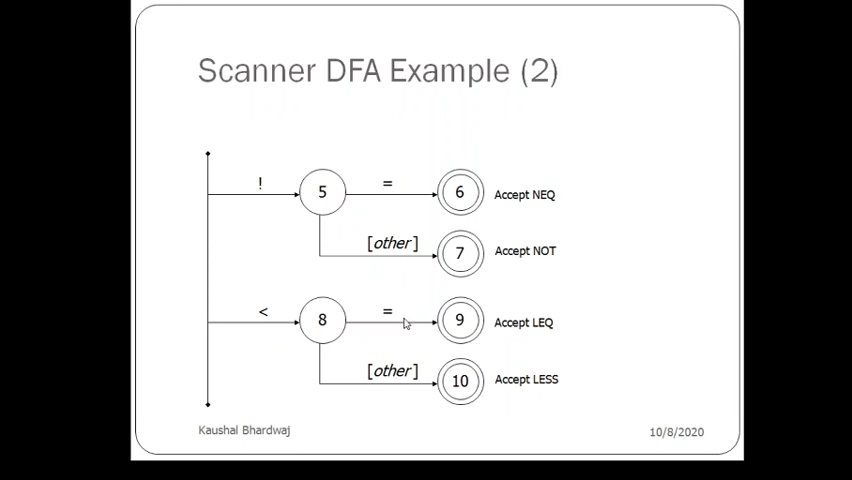 Scanner DFA Example (2)
! 5 = 6 Accept NEQ
[other] 7 Accept NOT
< 8 = 9 Accept LEQ
[other] 10 Accept LESS
Kaushal Bhardwaj 10/8/2020